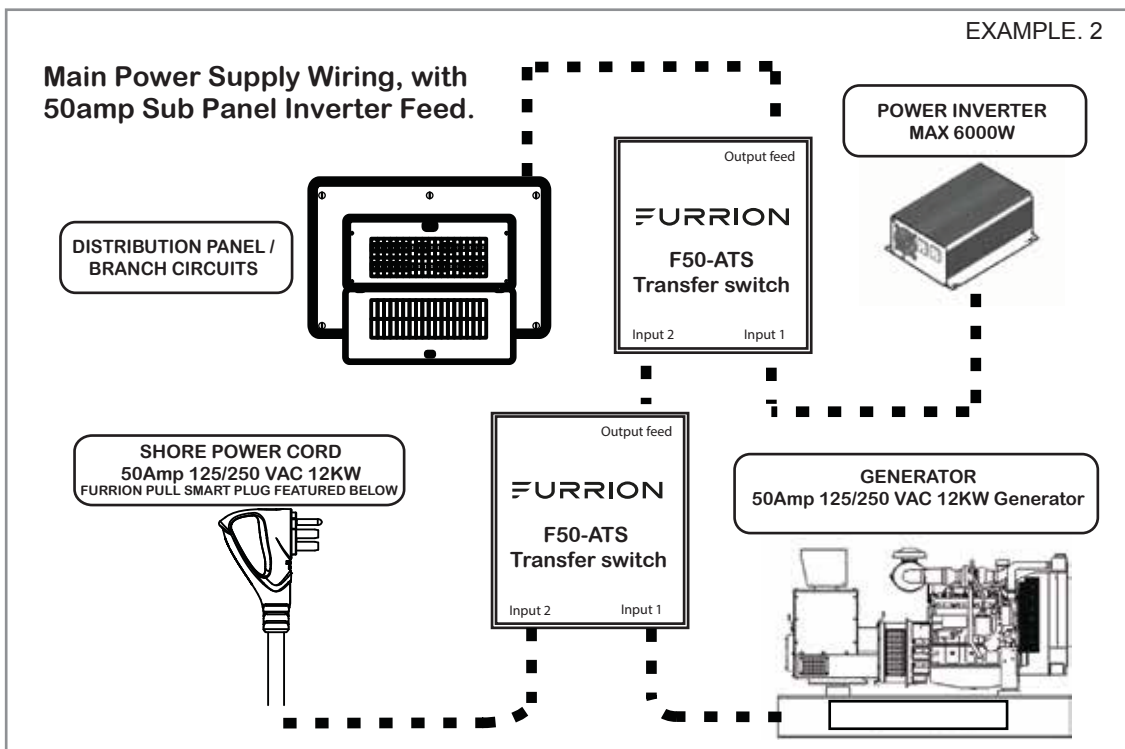 EXAMPLE. 2
Main Power Supply Wiring, with
50amp Sub Panel Inverter Feed.
POWER INVERTER
MAX 6000W
Output feed
FURRION
F50-ATS
Transfer switch
Input 2
Input 1
DISTRIBUTION PANEL /
BRANCH CIRCUITS
SHORE POWER CORD
50Amp 125/250 VAC 12KW
FURRION PULL SMART PLUG FEATURED BELOW
Output feed
FURRION
F50-ATS
Transfer switch
Input 2
Input 1
GENERATOR
50Amp 125/250 VAC 12KW Generator